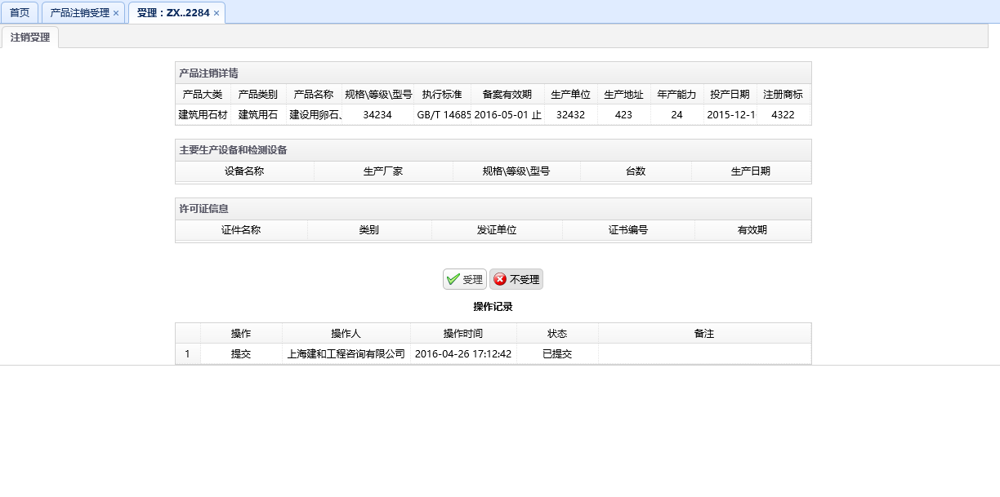 首页 产品注销受理 × 受理：ZX..2284 ×
注销受理
产品注销详情
产品大类 产品类别 产品名称 规格\等级\型号 执行标准 备案有效期 生产单位 生产地址 年产能力 投产日期 注册商标
建筑用石材 建筑用石 建设用卵石、 34234 GB/T 14685 2016-05-01 止 32432 423 24 2015-12-1 4322
主要生产设备和检测设备
设备名称 生产厂家 规格\等级\型号 台数 生产日期
许可证信息
证件名称 类别 发证单位 证书编号 有效期
受理 不受理
操作记录
操作 操作人 操作时间 状态 备注
1 提交 上海建和工程咨询有限公司 2016-04-26 17:12:42 已提交